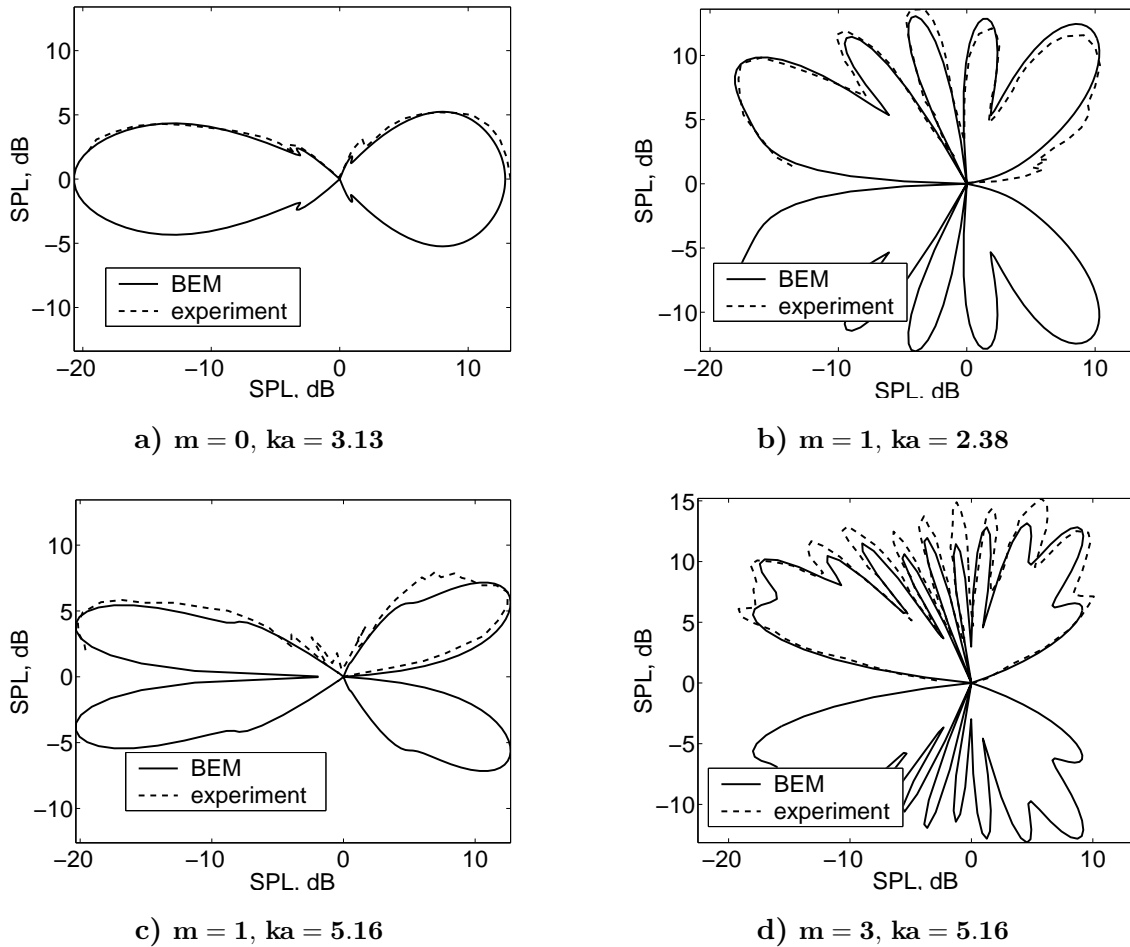 10
5
0
−5
−10
SPL, dB
BEM
experiment
−20 −10 0 10
SPL, dB
a) m = 0, ka = 3.13
10
5
0
−5
−10
SPL, dB
BEM
experiment
−20 −10 0 10
SPL, dB
b) m = 1, ka = 2.38
10
5
0
−5
−10
SPL, dB
BEM
experiment
−20 −10 0 10
SPL, dB
c) m = 1, ka = 5.16
15
10
5
0
−5
−10
SPL, dB
BEM
experiment
−20 −10 0 10
SPL, dB
d) m = 3, ka = 5.16